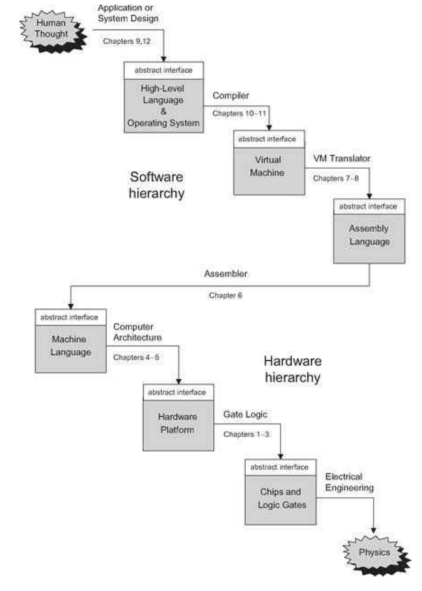 Human
Thought
Application or
System Design
Chapters 9,12
abstract interface
High-Level
Language
&
Operating System
Compiler
Chapters 10–11
abstract interface
Virtual
Machine
VM Translator
Chapters 7–8
Software
hierarchy
abstract interface
Assembly
Language
Assembler
Chapter 6
abstract interface
Machine
Language
Computer
Architecture
Chapters 4–5
Hardware
hierarchy
abstract interface
Hardware
Platform
Gate Logic
Chapters 1–3
abstract interface
Chips and
Logic Gates
Electrical
Engineering
Physics